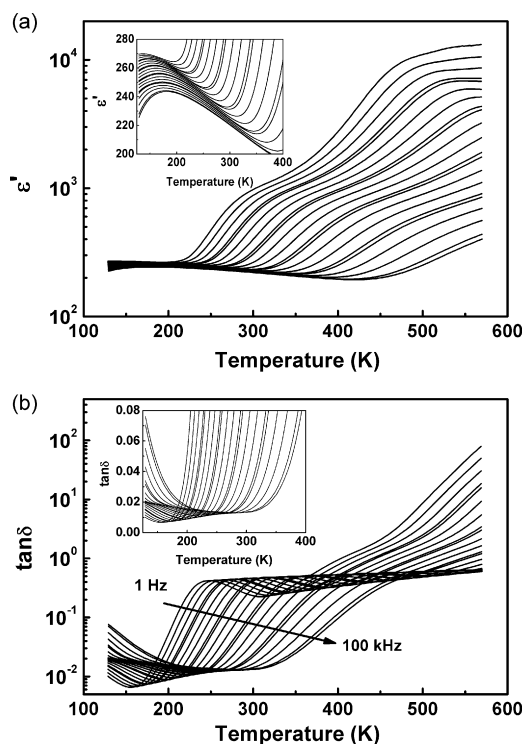 (a)
10⁴
10³
10²
ε'
280
260
240
220
200
ε'
200 300 400
Temperature (K)
100 200 300 400 500 600
Temperature (K)
(b)
10²
10¹
10⁰
10⁻¹
10⁻²
tanδ
0.08
0.06
0.04
0.02
0.00
tanδ
200 300 400
Temperature (K)
1 Hz
100 kHz
100 200 300 400 500 600
Temperature (K)